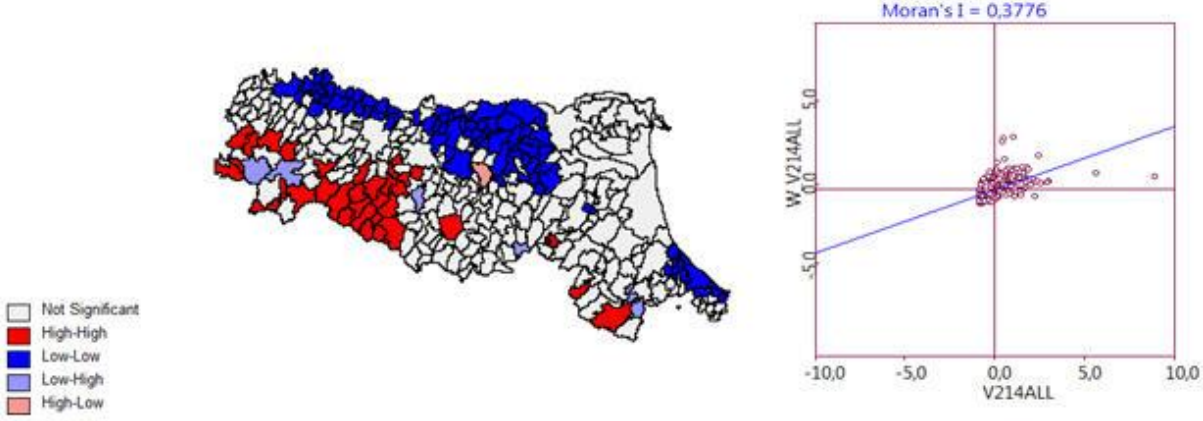 Moran's I = 0,3776
Not Significant
High-High
Low-Low
Low-High
High-Low
W V214ALL
5,0
0,0
-5,0
-10,0
-5,0
0,0
5,0
10,0
V214ALL